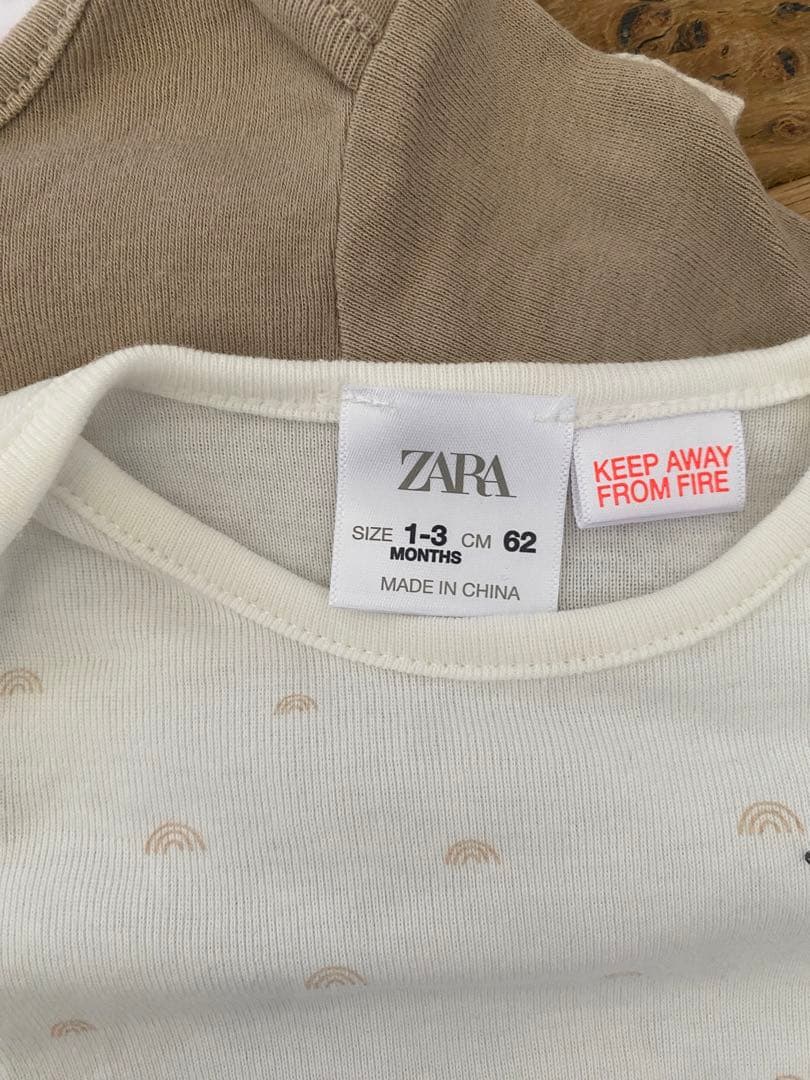 ZARA
SIZE 1-3 CM 62
MONTHS
MADE IN CHINA
KEEP AWAY
FROM FIRE